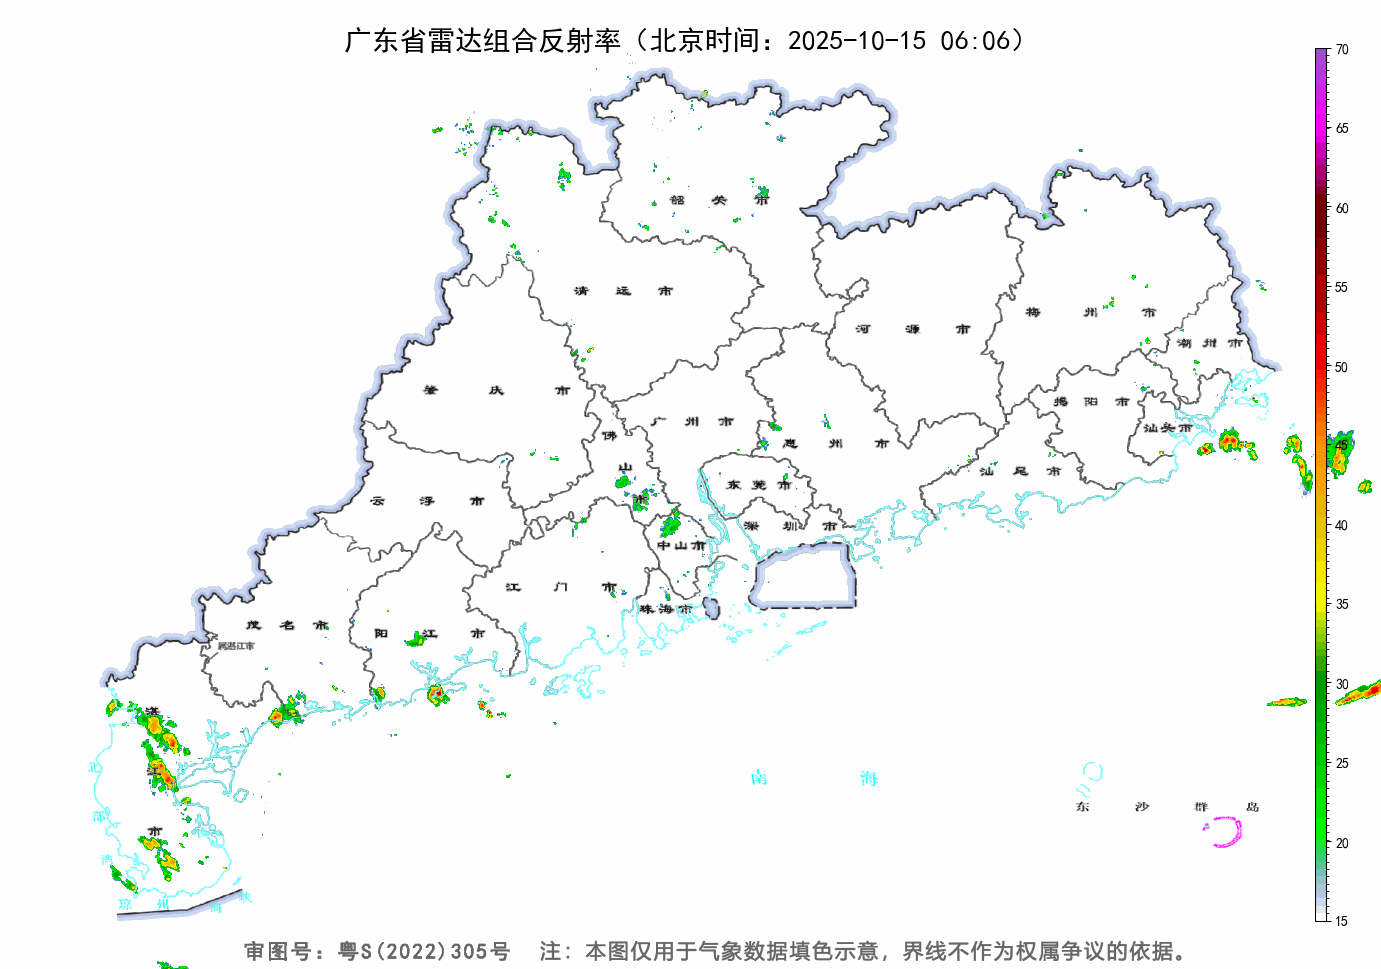 广东省雷达组合反射率（北京时间：2025-10-15 06:06）
70
65
60
55
50
45
40
35
30
25
20
15
韶关市
清远市
河源市
梅州市
潮州市
肇庆市
广州市
揭阳市
汕头市
佛山市
惠州市
汕尾市
云浮市
东莞市
深圳市
中山市
江门市
珠海市
茂名市
阳江市
属湛江市
湛江市
北部湾
南海
东沙群岛
琼州海峡
审图号：粤S(2022)305号 注：本图仅用于气象数据填色示意，界线不作为权属争议的依据。